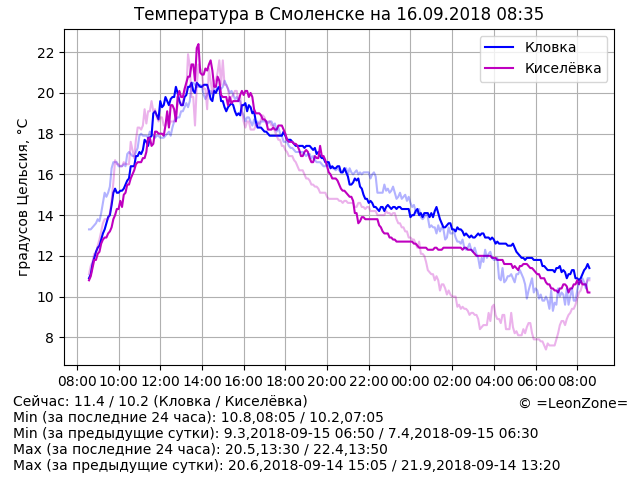 Температура в Смоленске на 16.09.2018 08:35
градусов Цельсия, °C
22
20
18
16
14
12
10
8
Кловка
Киселёвка
08:00 10:00 12:00 14:00 16:00 18:00 20:00 22:00 00:00 02:00 04:00 06:00 08:00
Сейчас: 11.4 / 10.2 (Кловка / Киселёвка)
© =LeonZone=
Min (за последние 24 часа): 10.8,08:05 / 10.2,07:05
Min (за предыдущие сутки): 9.3,2018-09-15 06:50 / 7.4,2018-09-15 06:30
Max (за последние 24 часа): 20.5,13:30 / 22.4,13:50
Max (за предыдущие сутки): 20.6,2018-09-14 15:05 / 21.9,2018-09-14 13:20